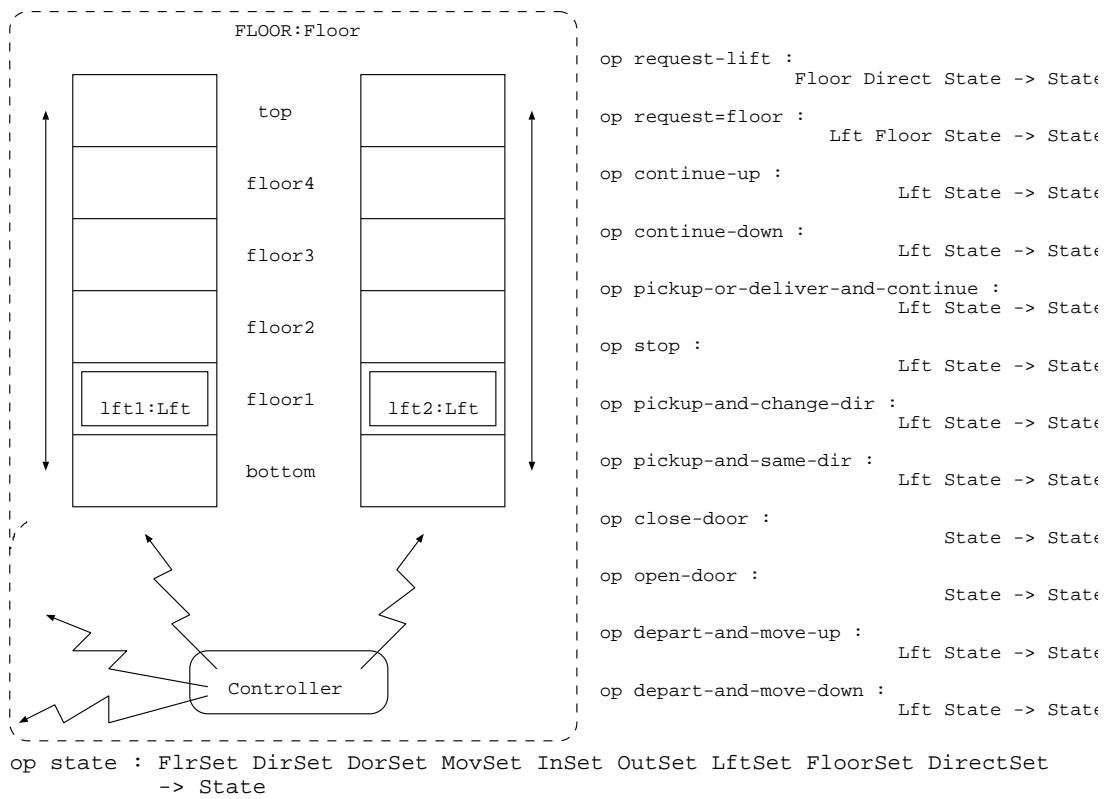 FLOOR:Floor
top
floor4
floor3
floor2
floor1
lft1:Lft
lft2:Lft
bottom
Controller
op request-lift :
Floor Direct State -> State
op request=floor :
Lft Floor State -> State
op continue-up :
Lft State -> State
op continue-down :
Lft State -> State
op pickup-or-deliver-and-continue :
Lft State -> State
op stop :
Lft State -> State
op pickup-and-change-dir :
Lft State -> State
op pickup-and-same-dir :
Lft State -> State
op close-door :
State -> State
op open-door :
State -> State
op depart-and-move-up :
Lft State -> State
op depart-and-move-down :
Lft State -> State
op state : FlrSet DirSet DorSet MovSet InSet OutSet LftSet FloorSet DirectSet
-> State